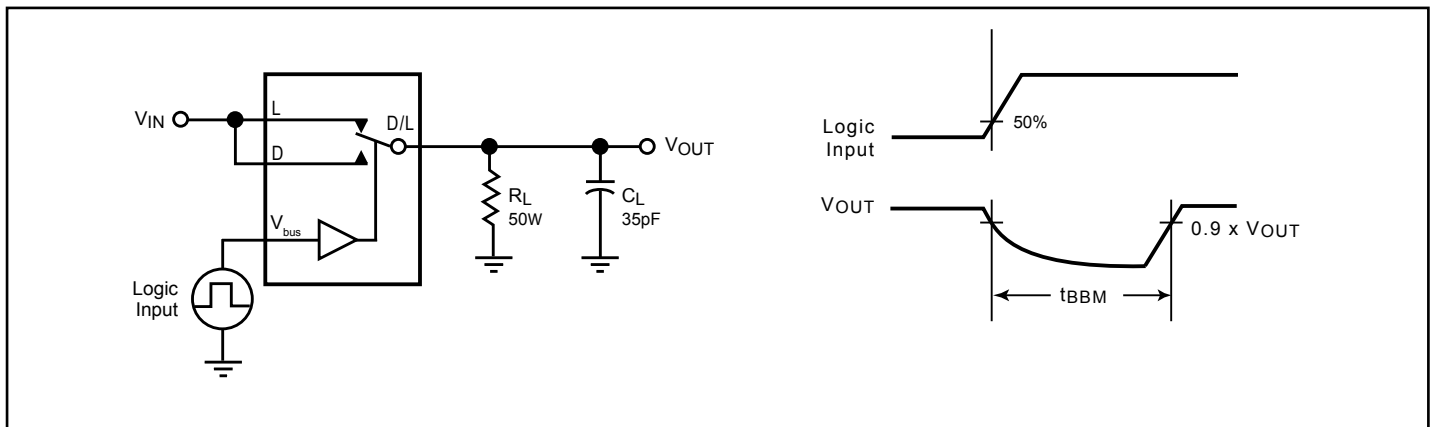 VIN
L
D
D/L
Vbus
Logic
Input
RL
50W
CL
35pF
VOUT
Logic
Input
50%
VOUT
0.9 x VOUT
tBBM